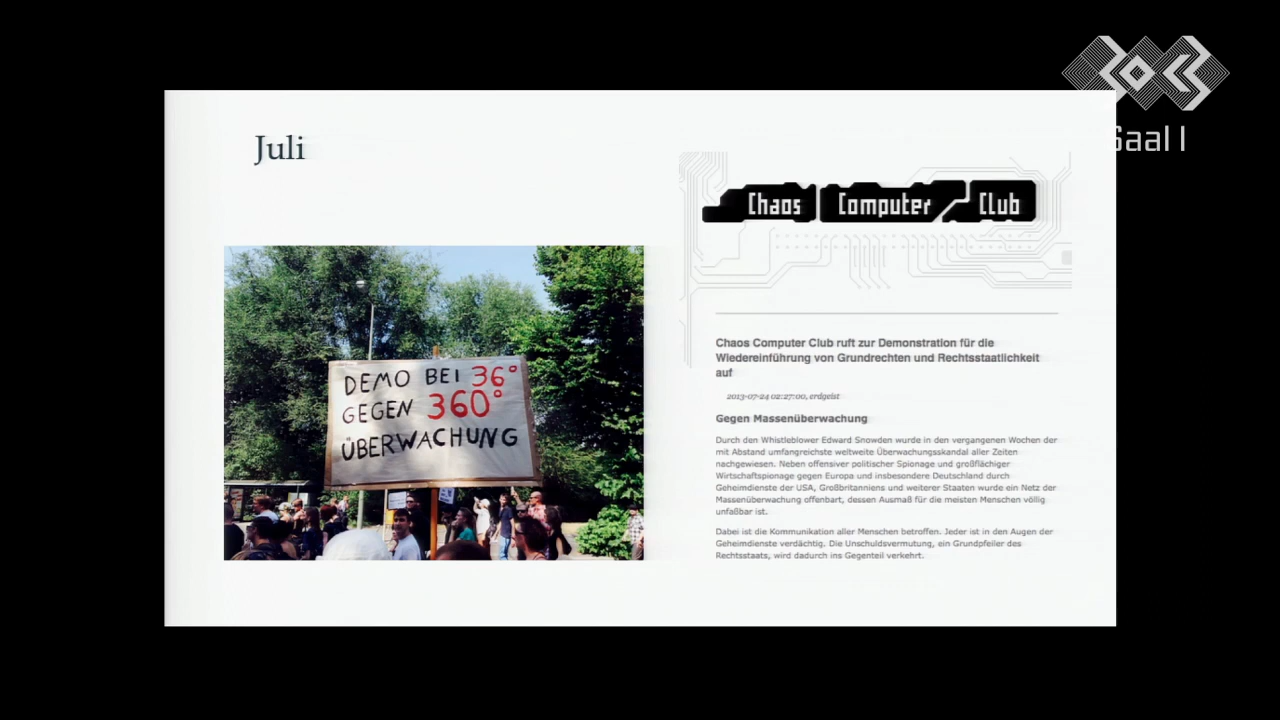 Juli
Saal 1
Chaos Computer Club
DEMO BEI 36°
GEGEN 360°
ÜBERWACHUNG
Chaos Computer Club ruft zur Demonstration für die
Wiedereinführung von Grundrechten und Rechtsstaatlichkeit
auf
2013-07-24 02:27:00, erdgeist
Gegen Massenüberwachung
Durch den Whistleblower Edward Snowden wurde in den vergangenen Wochen der
mit Abstand umfangreichste weltweite Überwachungsskandal aller Zeiten
nachgewiesen. Neben offensiver politischer Spionage und großflächiger
Wirtschaftspionage gegen Europa und insbesondere Deutschland durch
Geheimdienste der USA, Großbritanniens und weiterer Staaten wurde ein Netz der
Massenüberwachung offenbart, dessen Ausmaß für die meisten Menschen völlig
unfaßbar ist.
Dabei ist die Kommunikation aller Menschen betroffen. Jeder ist in den Augen der
Geheimdienste verdächtig. Die Unschuldsvermutung, ein Grundpfeiler des
Rechtsstaats, wird dadurch ins Gegenteil verkehrt.